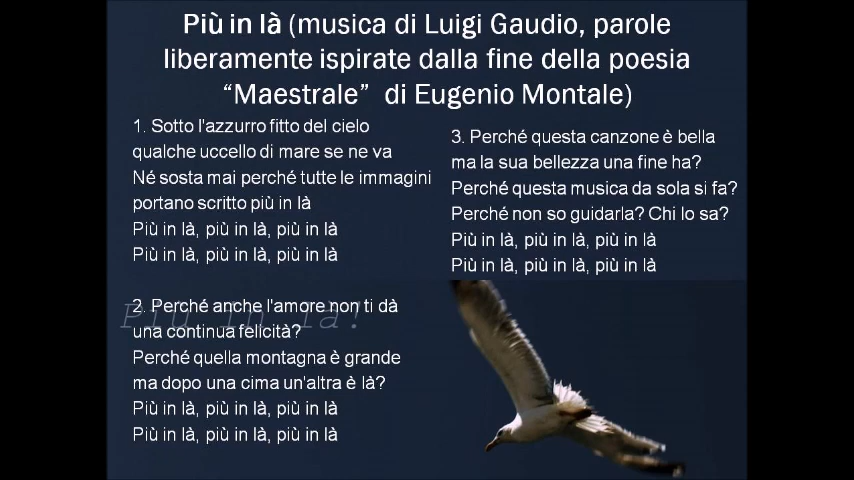 Più in là (musica di Luigi Gaudio, parole
liberamente ispirate dalla fine della poesia
“Maestrale” di Eugenio Montale)
1. Sotto l'azzurro fitto del cielo
qualche uccello di mare se ne va
Né sosta mai perché tutte le immagini
portano scritto più in là
Più in là, più in là, più in là
Più in là, più in là, più in là
2. Perché anche l'amore non ti dà
una continua felicità?
Perché quella montagna è grande
ma dopo una cima un'altra è là?
Più in là, più in là, più in là
Più in là, più in là, più in là
Più in là!
3. Perché questa canzone è bella
ma la sua bellezza una fine ha?
Perché questa musica da sola si fa?
Perché non so guidarla? Chi lo sa?
Più in là, più in là, più in là
Più in là, più in là, più in là